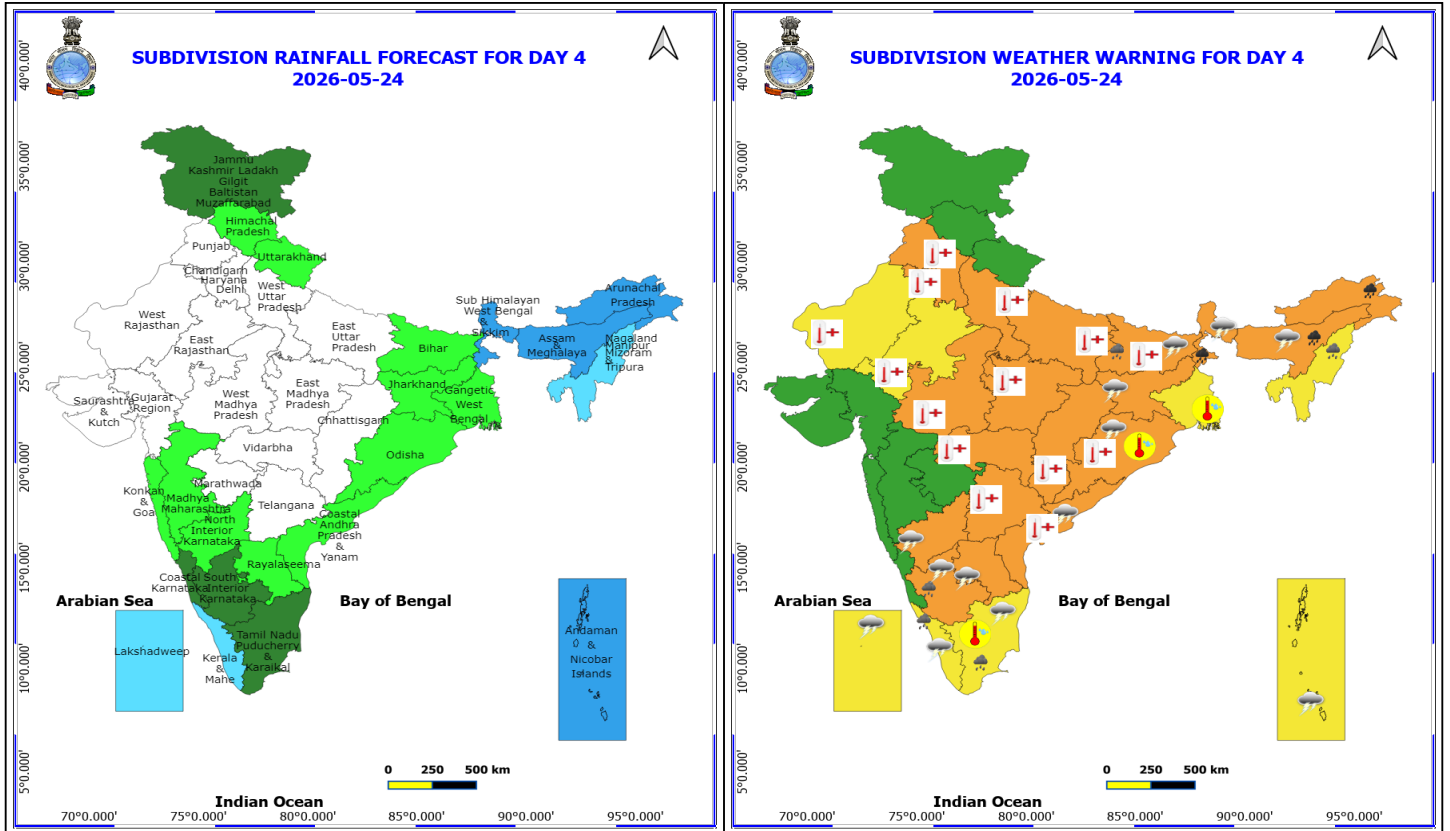 SUBDIVISION RAINFALL FORECAST FOR DAY 4
2026-05-24
40°0.000'
35°0.000'
30°0.000'
25°0.000'
20°0.000'
15°0.000'
10°0.000'
5°0.000'
Jammu
Kashmir Ladakh
Gilgit
Baltistan
Muzaffarabad
Himachal
Pradesh
Punjab
Uttarakhand
Chandigarh
Haryana
Delhi
West
Uttar
Pradesh
West
Rajasthan
East
Rajasthan
East
Uttar
Pradesh
Sub Himalayan
West Bengal
&
Sikkim
Arunachal
Pradesh
Assam
&
Meghalaya
Nagaland
Manipur
Mizoram
&
Tripura
Bihar
Jharkhand
Gangetic
West
Bengal
Saurashtra
&
Kutch
Gujarat
Region
West
Madhya
Pradesh
East
Madhya
Pradesh
Chhattisgarh
Vidarbha
Odisha
Konkan
&
Goa
Marathwada
Madhya
Maharashtra
Telangana
North
Interior
Karnataka
Coastal
Andhra
Pradesh
&
Yanam
Rayalaseema
Coastal
Karnataka
South
Interior
Karnataka
Tamil Nadu
Puducherry
&
Karaikal
Kerala
&
Mahe
Lakshadweep
Andaman
&
Nicobar
Islands
Arabian Sea
Bay of Bengal
Indian Ocean
0 250 500 km
70°0.000' 75°0.000' 80°0.000' 85°0.000' 90°0.000' 95°0.000'
SUBDIVISION WEATHER WARNING FOR DAY 4
2026-05-24
40°0.000'
35°0.000'
30°0.000'
25°0.000'
20°0.000'
15°0.000'
10°0.000'
5°0.000'
Arabian Sea
Bay of Bengal
Indian Ocean
0 250 500 km
70°0.000' 75°0.000' 80°0.000' 85°0.000' 90°0.000' 95°0.000'